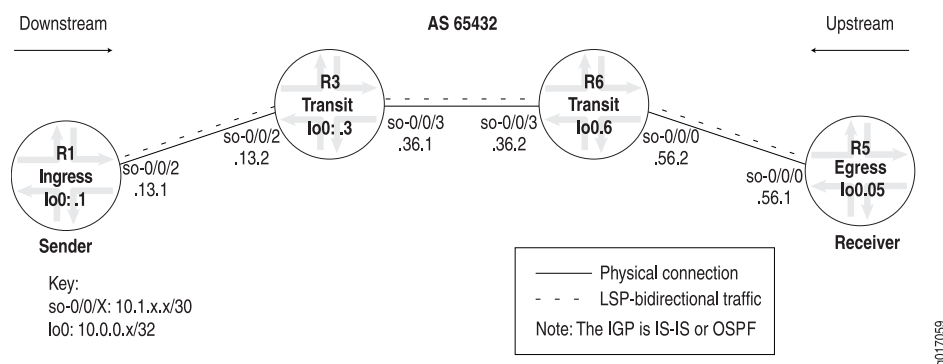 Downstream
AS 65432
Upstream
R3
Transit
lo0: .3
R6
Transit
lo0.6
R1
Ingress
lo0: .1
so-0/0/2
.13.1
so-0/0/2
.13.2
so-0/0/3
.36.1
so-0/0/3
.36.2
so-0/0/0
.56.2
so-0/0/0
.56.1
R5
Egress
lo0.05
Sender
Receiver
Key:
so-0/0/X: 10.1.x.x/30
lo0: 10.0.0.x/32
Physical connection
LSP-bidirectional traffic
Note: The IGP is IS-IS or OSPF
g017059